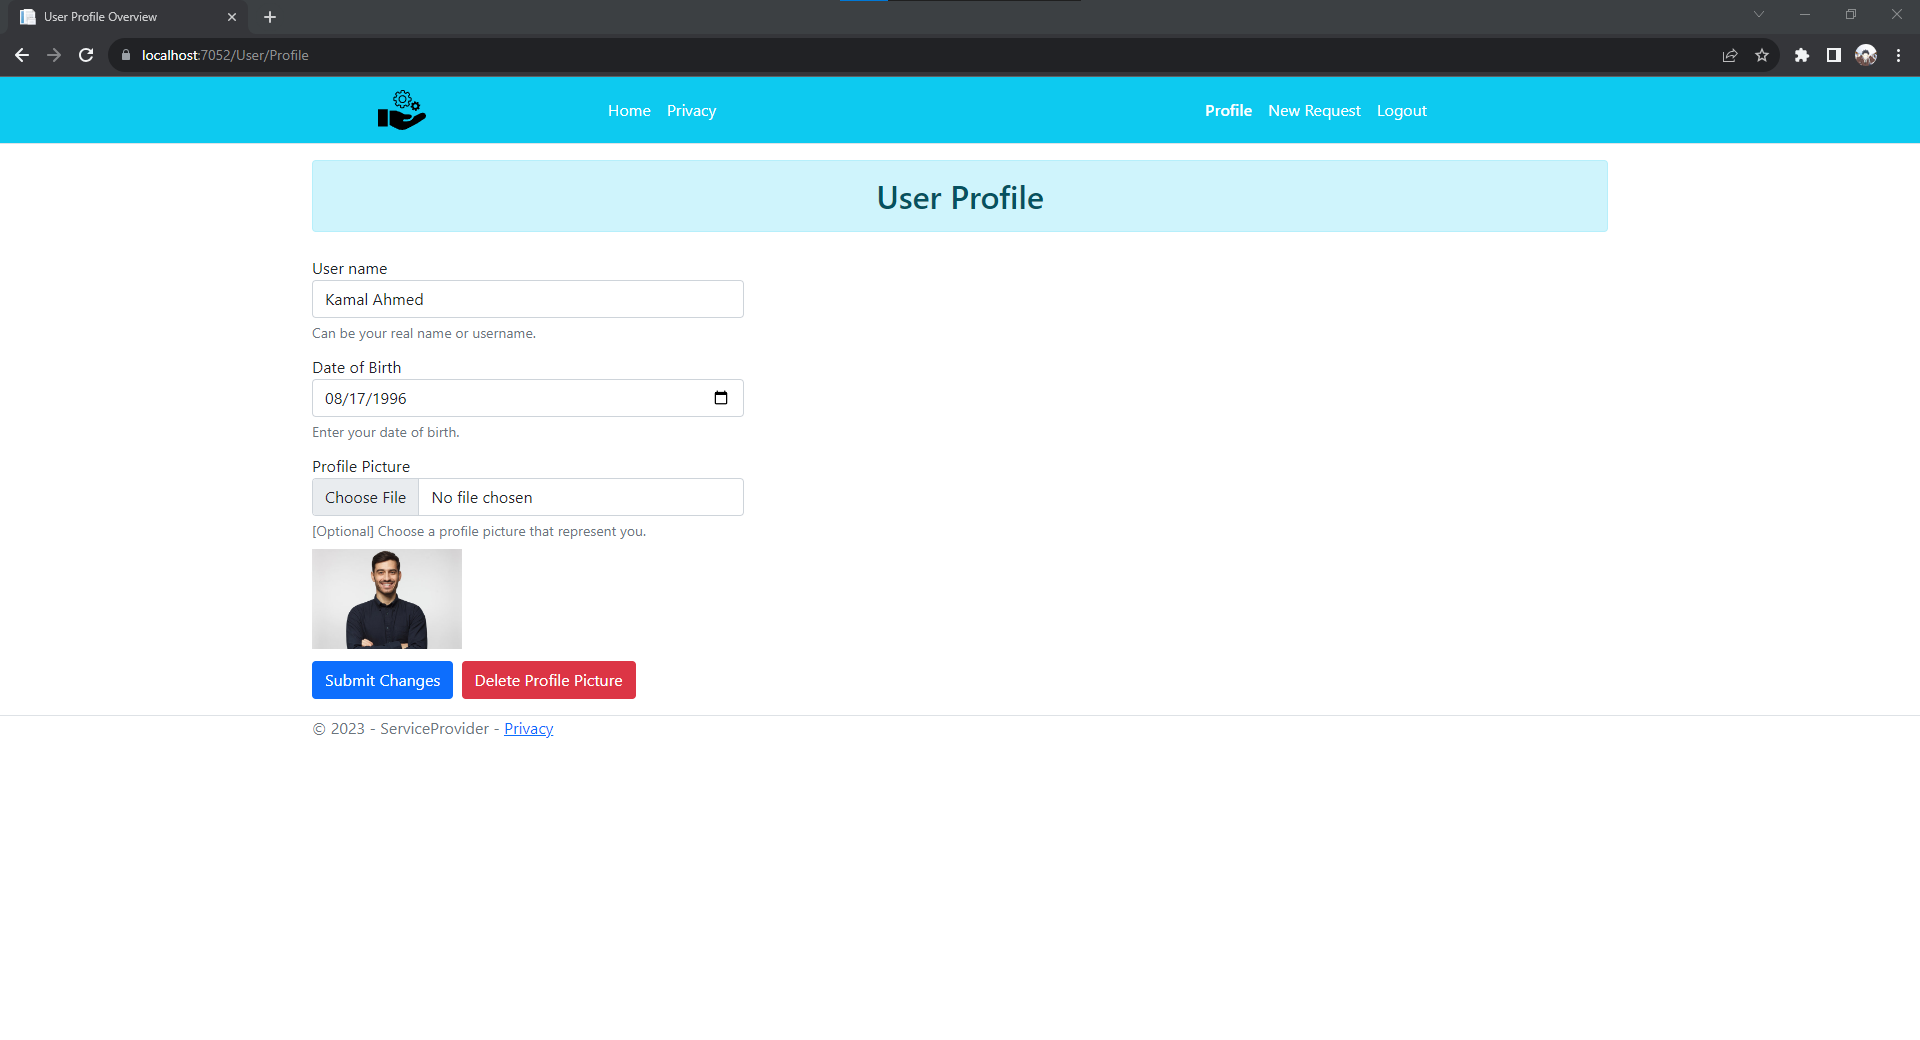 User Profile Overview
localhost:7052/User/Profile
Home Privacy Profile New Request Logout
User Profile
User name
Kamal Ahmed
Can be your real name or username.
Date of Birth
08/17/1996
Enter your date of birth.
Profile Picture
Choose File No file chosen
[Optional] Choose a profile picture that represent you.
Submit Changes Delete Profile Picture
© 2023 - ServiceProvider - Privacy